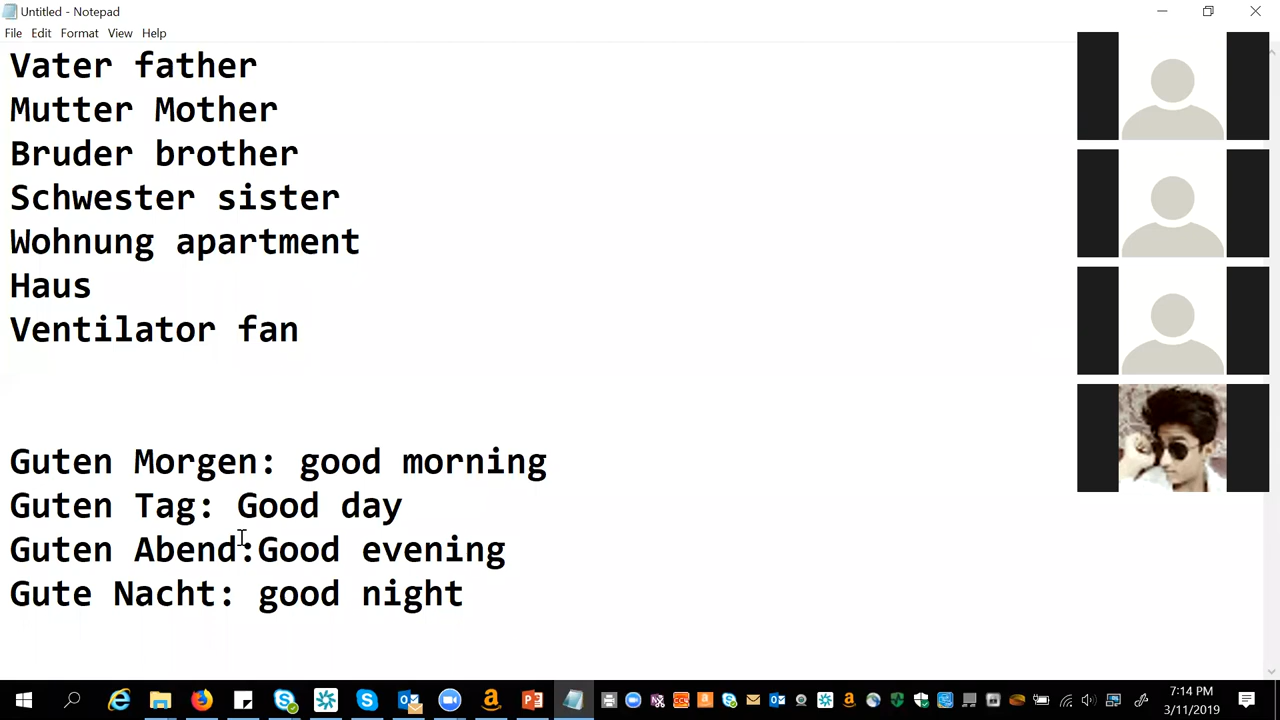 Untitled - Notepad
File Edit Format View Help
Vater father
Mutter Mother
Bruder brother
Schwester sister
Wohnung apartment
Haus
Ventilator fan
Guten Morgen: good morning
Guten Tag: Good day
Guten Abend:Good evening
Gute Nacht: good night
7:14 PM
3/11/2019